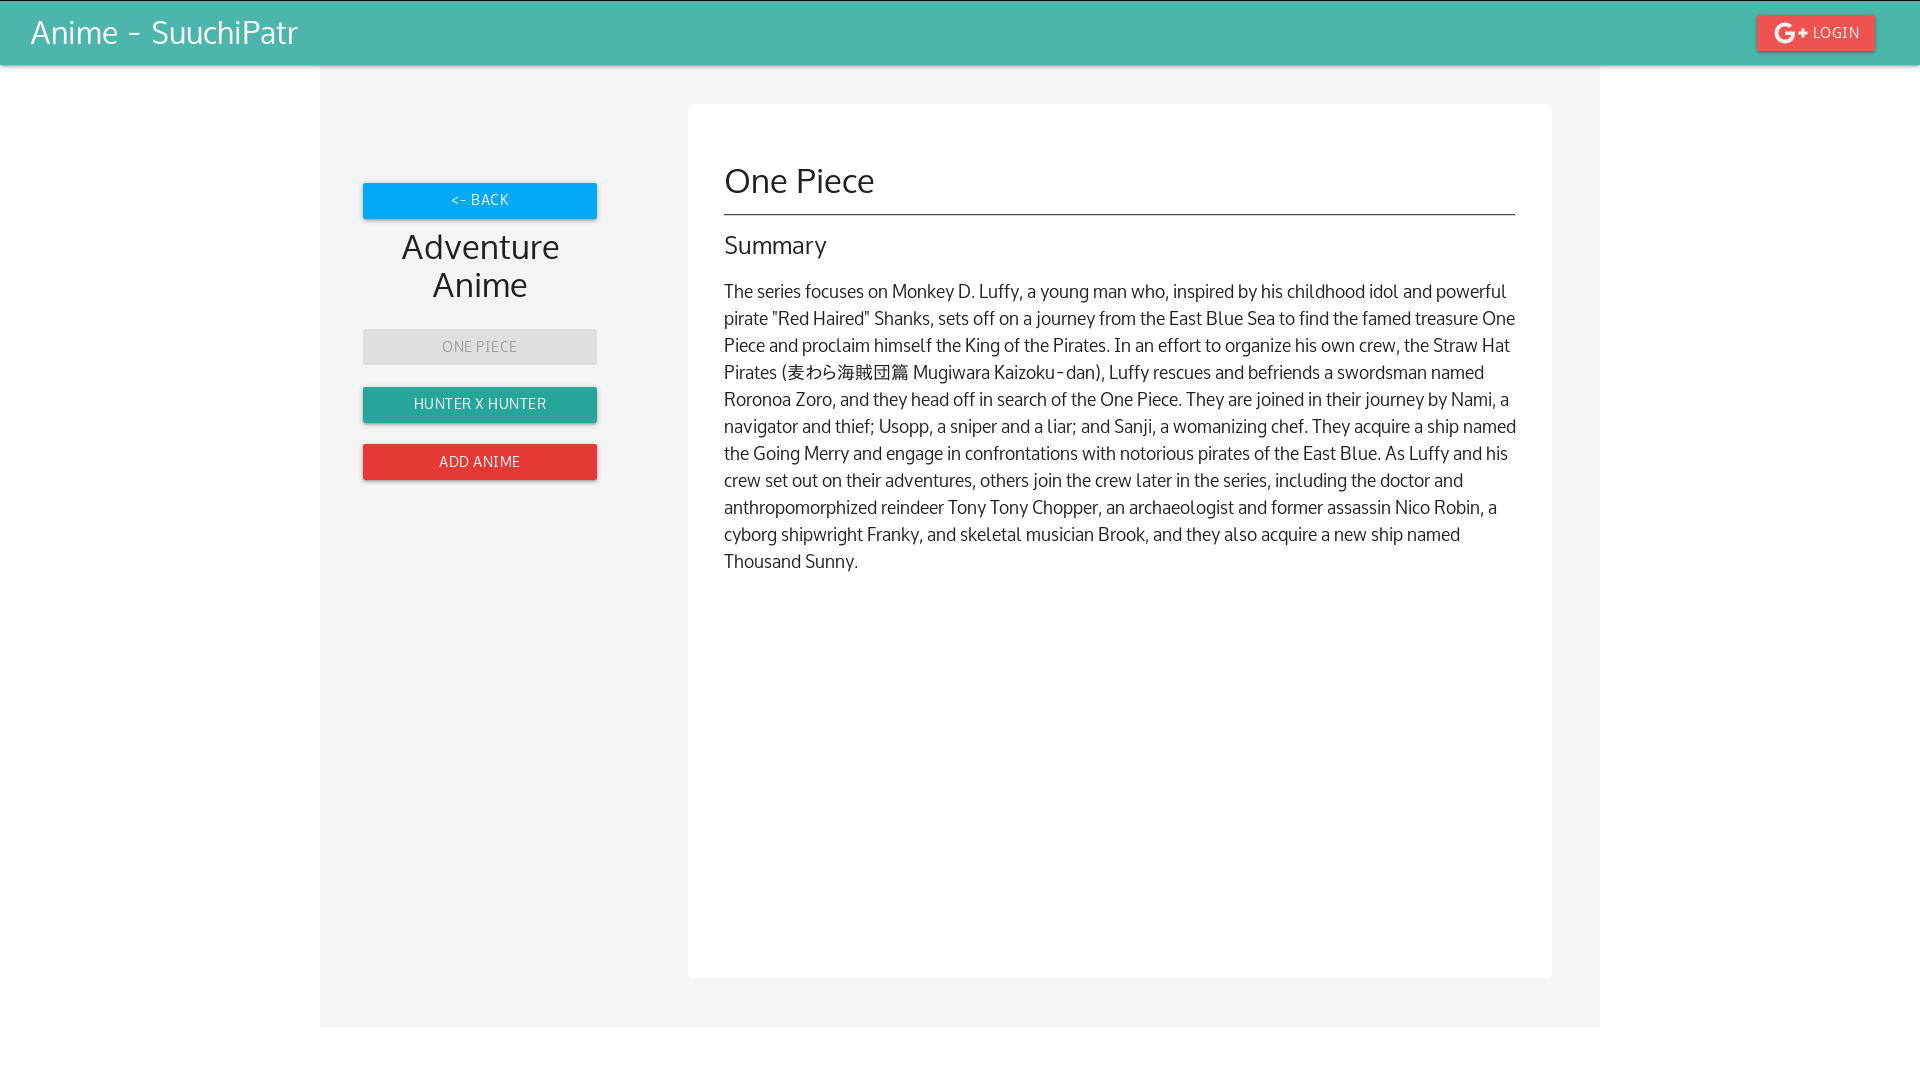 Anime - SuuchiPatr
LOGIN
<- BACK
Adventure
Anime
ONE PIECE
HUNTER X HUNTER
ADD ANIME
One Piece
Summary
The series focuses on Monkey D. Luffy, a young man who, inspired by his childhood idol and powerful
pirate "Red Haired" Shanks, sets off on a journey from the East Blue Sea to find the famed treasure One
Piece and proclaim himself the King of the Pirates. In an effort to organize his own crew, the Straw Hat
Pirates (麦わら海賊団篇 Mugiwara Kaizoku-dan), Luffy rescues and befriends a swordsman named
Roronoa Zoro, and they head off in search of the One Piece. They are joined in their journey by Nami, a
navigator and thief; Usopp, a sniper and a liar; and Sanji, a womanizing chef. They acquire a ship named
the Going Merry and engage in confrontations with notorious pirates of the East Blue. As Luffy and his
crew set out on their adventures, others join the crew later in the series, including the doctor and
anthropomorphized reindeer Tony Tony Chopper, an archaeologist and former assassin Nico Robin, a
cyborg shipwright Franky, and skeletal musician Brook, and they also acquire a new ship named
Thousand Sunny.